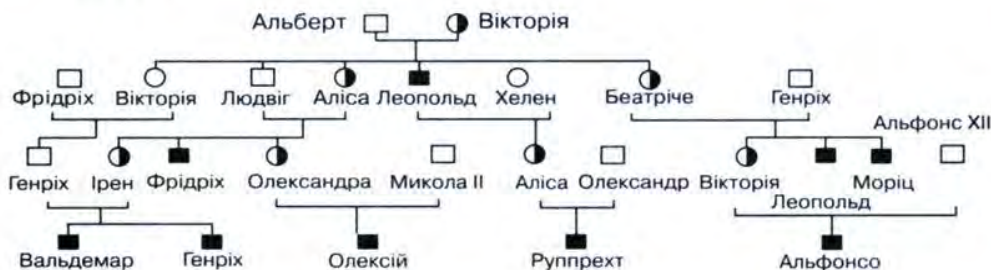 Альберт Вікторія
Фрідріх Вікторія Людвіг Аліса Леопольд Хелен Беатріче Генріх
Альфонс XII
Генріх Ірен Фрідріх Олександра Микола II Аліса Олександр Вікторія Моріц
Леопольд
Вальдемар Генріх Олексій Руппрехт Альфонсо